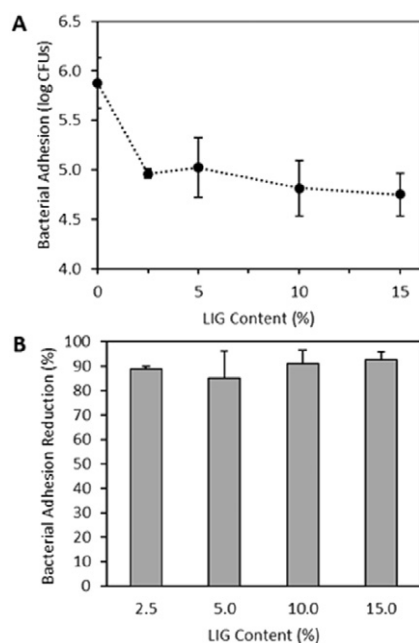 A
Bacterial Adhesion (log CFUs)
6.5
6.0
5.5
5.0
4.5
4.0
0 5 10 15
LIG Content (%)
B
Bacterial Adhesion Reduction (%)
100
90
80
70
60
50
40
30
20
10
0
2.5 5.0 10.0 15.0
LIG Content (%)